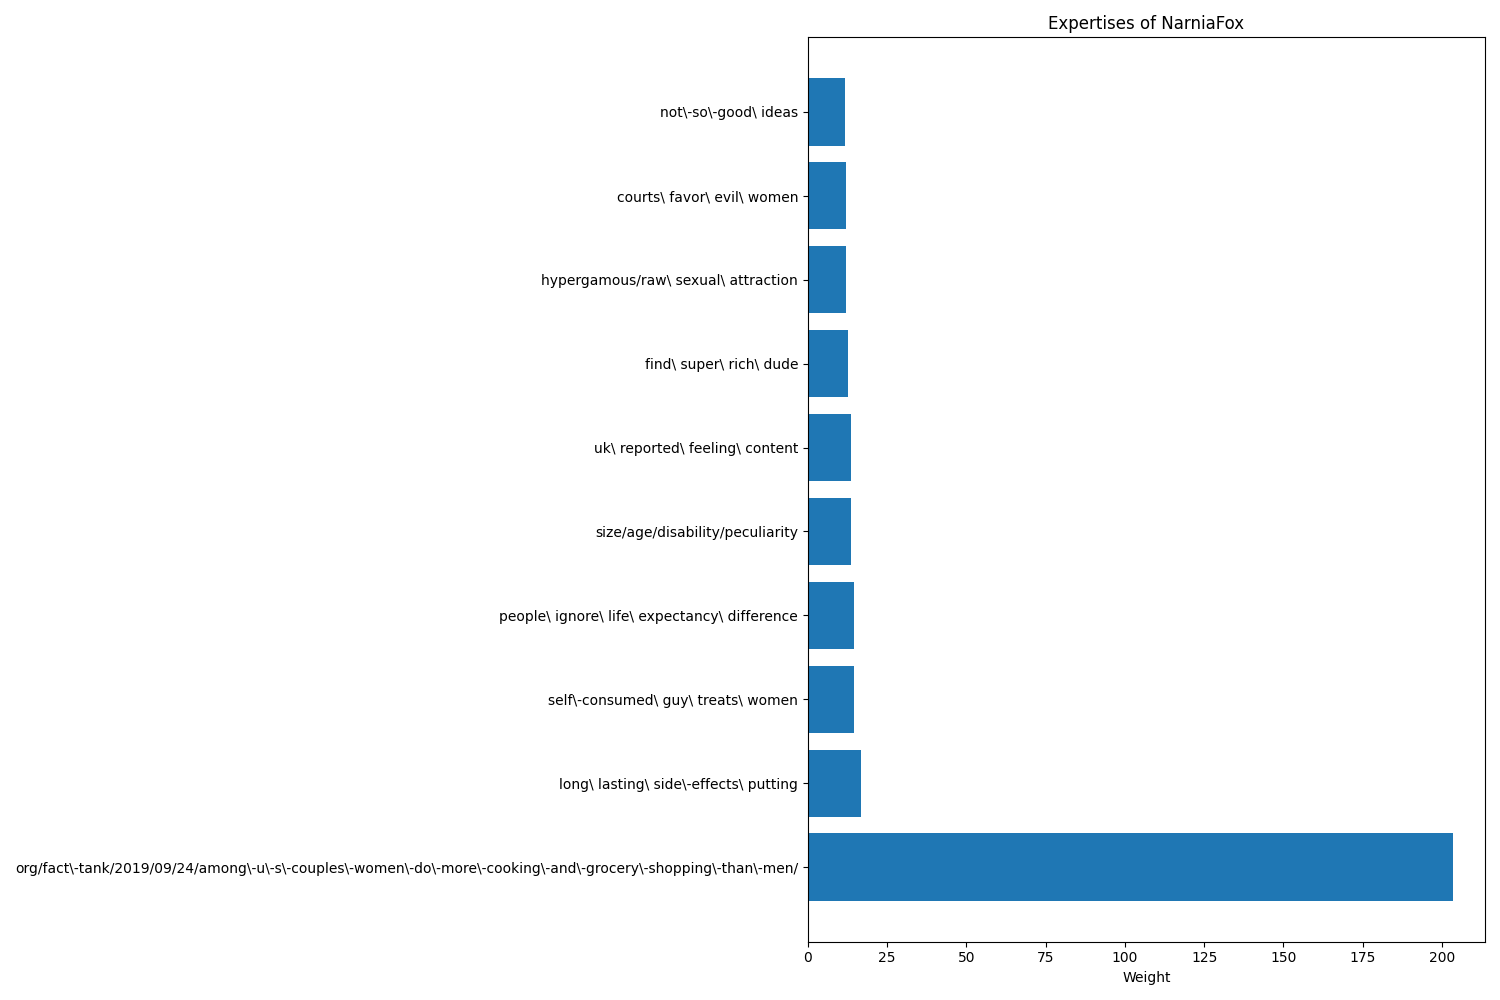 Expertises of NarniaFox
not\-so\-good\ ideas
courts\ favor\ evil\ women
hypergamous/raw\ sexual\ attraction
find\ super\ rich\ dude
uk\ reported\ feeling\ content
size/age/disability/peculiarity
people\ ignore\ life\ expectancy\ difference
self\-consumed\ guy\ treats\ women
long\ lasting\ side\-effects\ putting
org/fact\-tank/2019/09/24/among\-u\-s\-couples\-women\-do\-more\-cooking\-and\-grocery\-shopping\-than\-men/
0 25 50 75 100 125 150 175 200
Weight